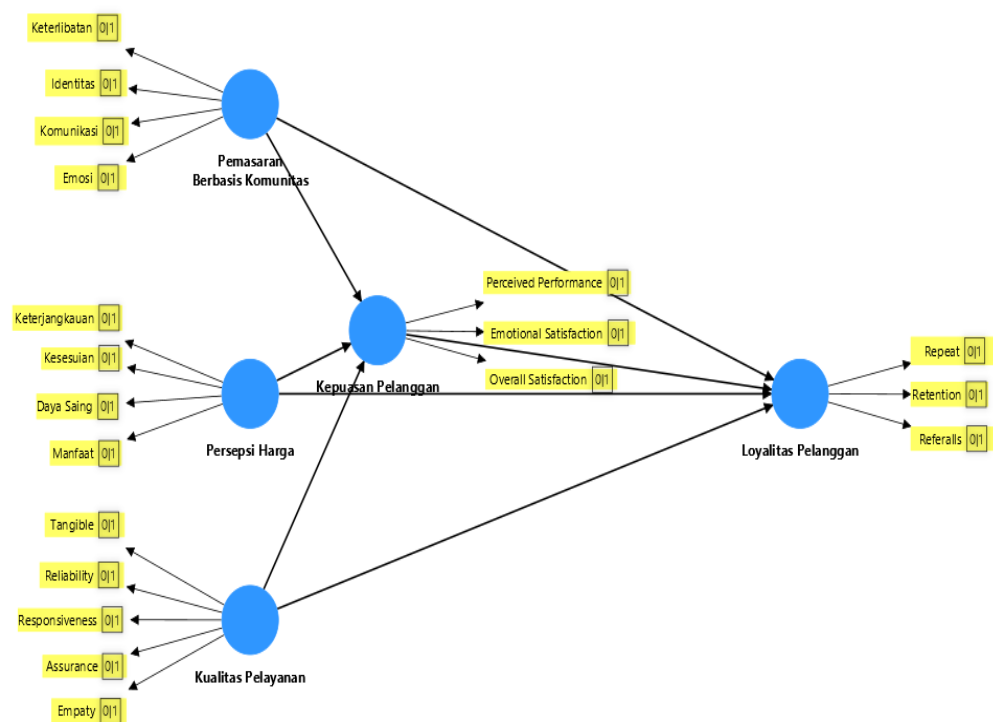 Keterlibatan 0|1
Identitas 0|1
Komunikasi 0|1
Emosi 0|1
Pemasaran
Berbasis Komunitas
Perceived Performance 0|1
Emotional Satisfaction 0|1
Overall Satisfaction 0|1
Kepuasan Pelanggan
Keterjangkauan 0|1
Kesesuian 0|1
Daya Saing 0|1
Manfaat 0|1
Persepsi Harga
Repeat 0|1
Retention 0|1
Referalls 0|1
Loyalitas Pelanggan
Tangible 0|1
Reliability 0|1
Responsiveness 0|1
Assurance 0|1
Empaty 0|1
Kualitas Pelayanan